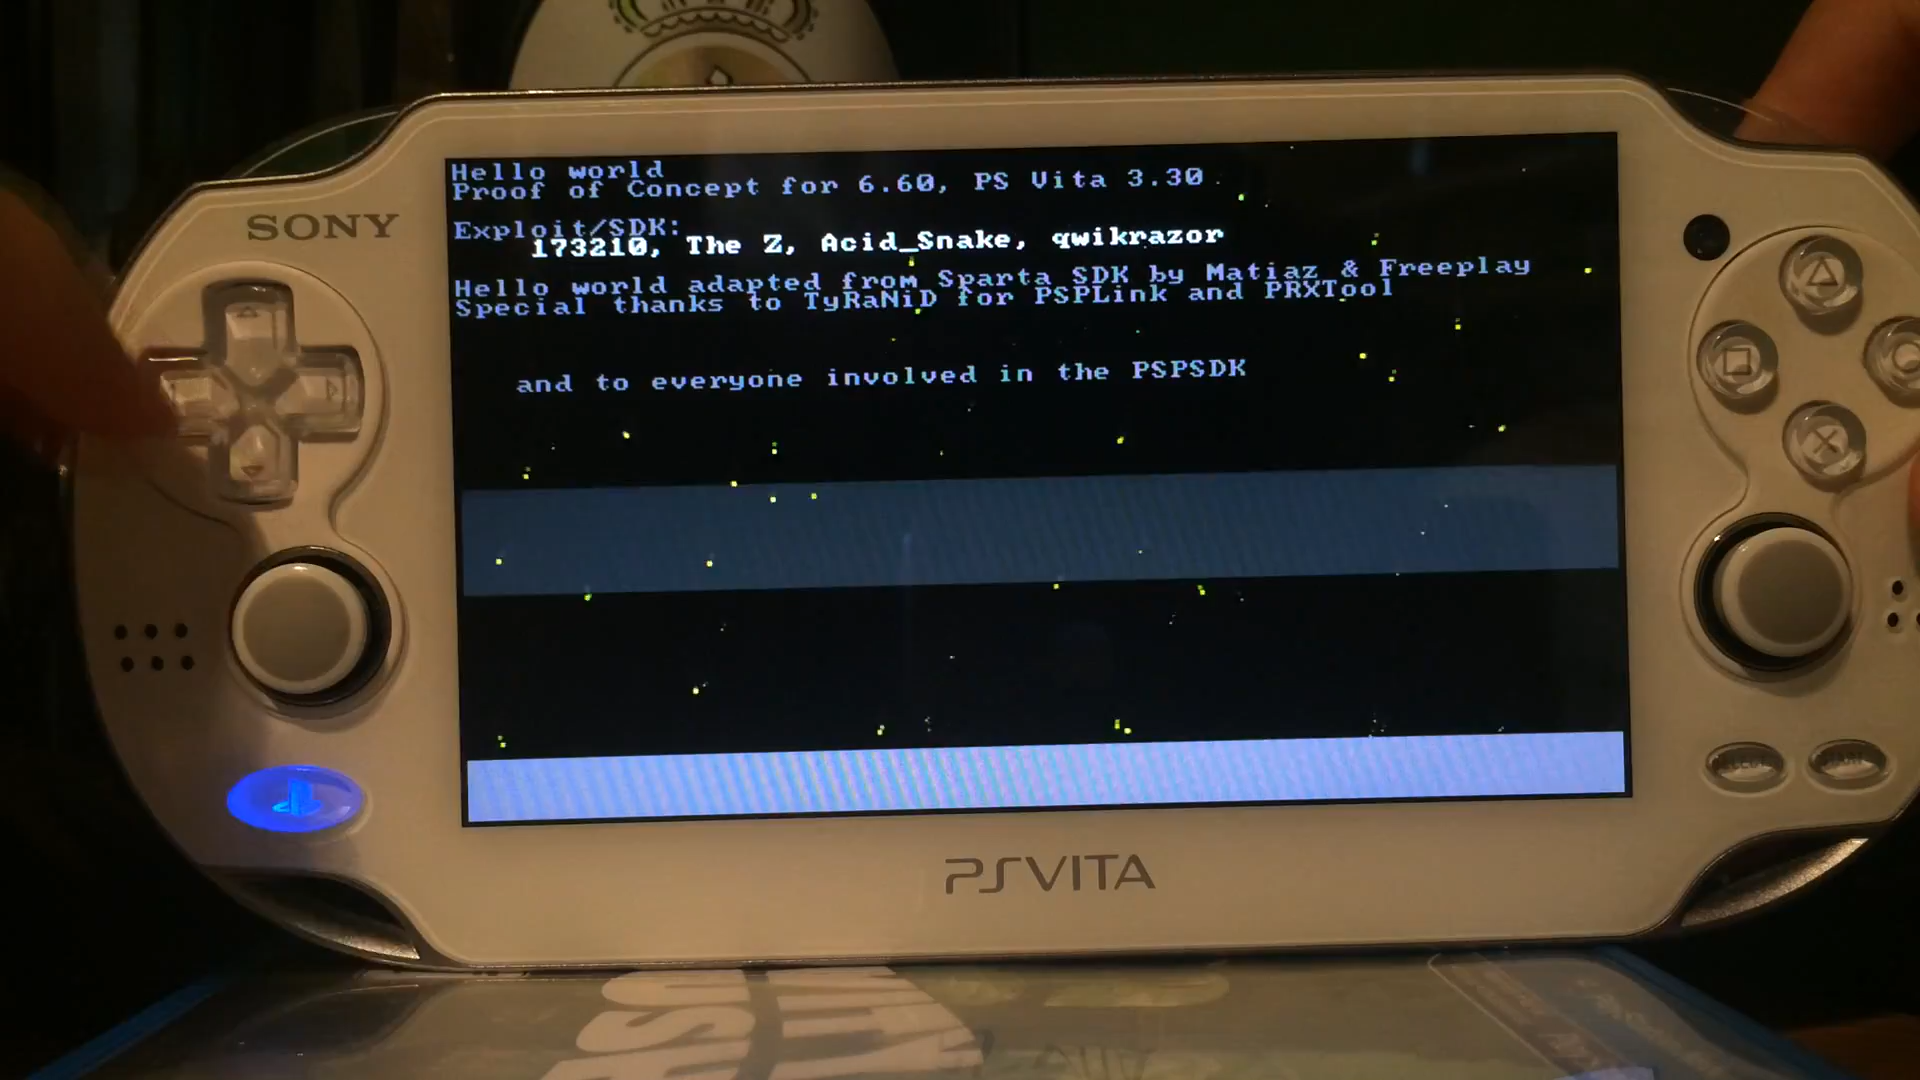 Hello world
Proof of Concept for 6.60, PS Vita 3.30
Exploit/SDK:
173210, The Z, Acid_Snake, qwikrazor
Hello world adapted from Sparta SDK by Matiaz & Freeplay
Special thanks to TyRaNiD for PSPLink and PRXTool
and to everyone involved in the PSPSDK
SONY
PSVITA